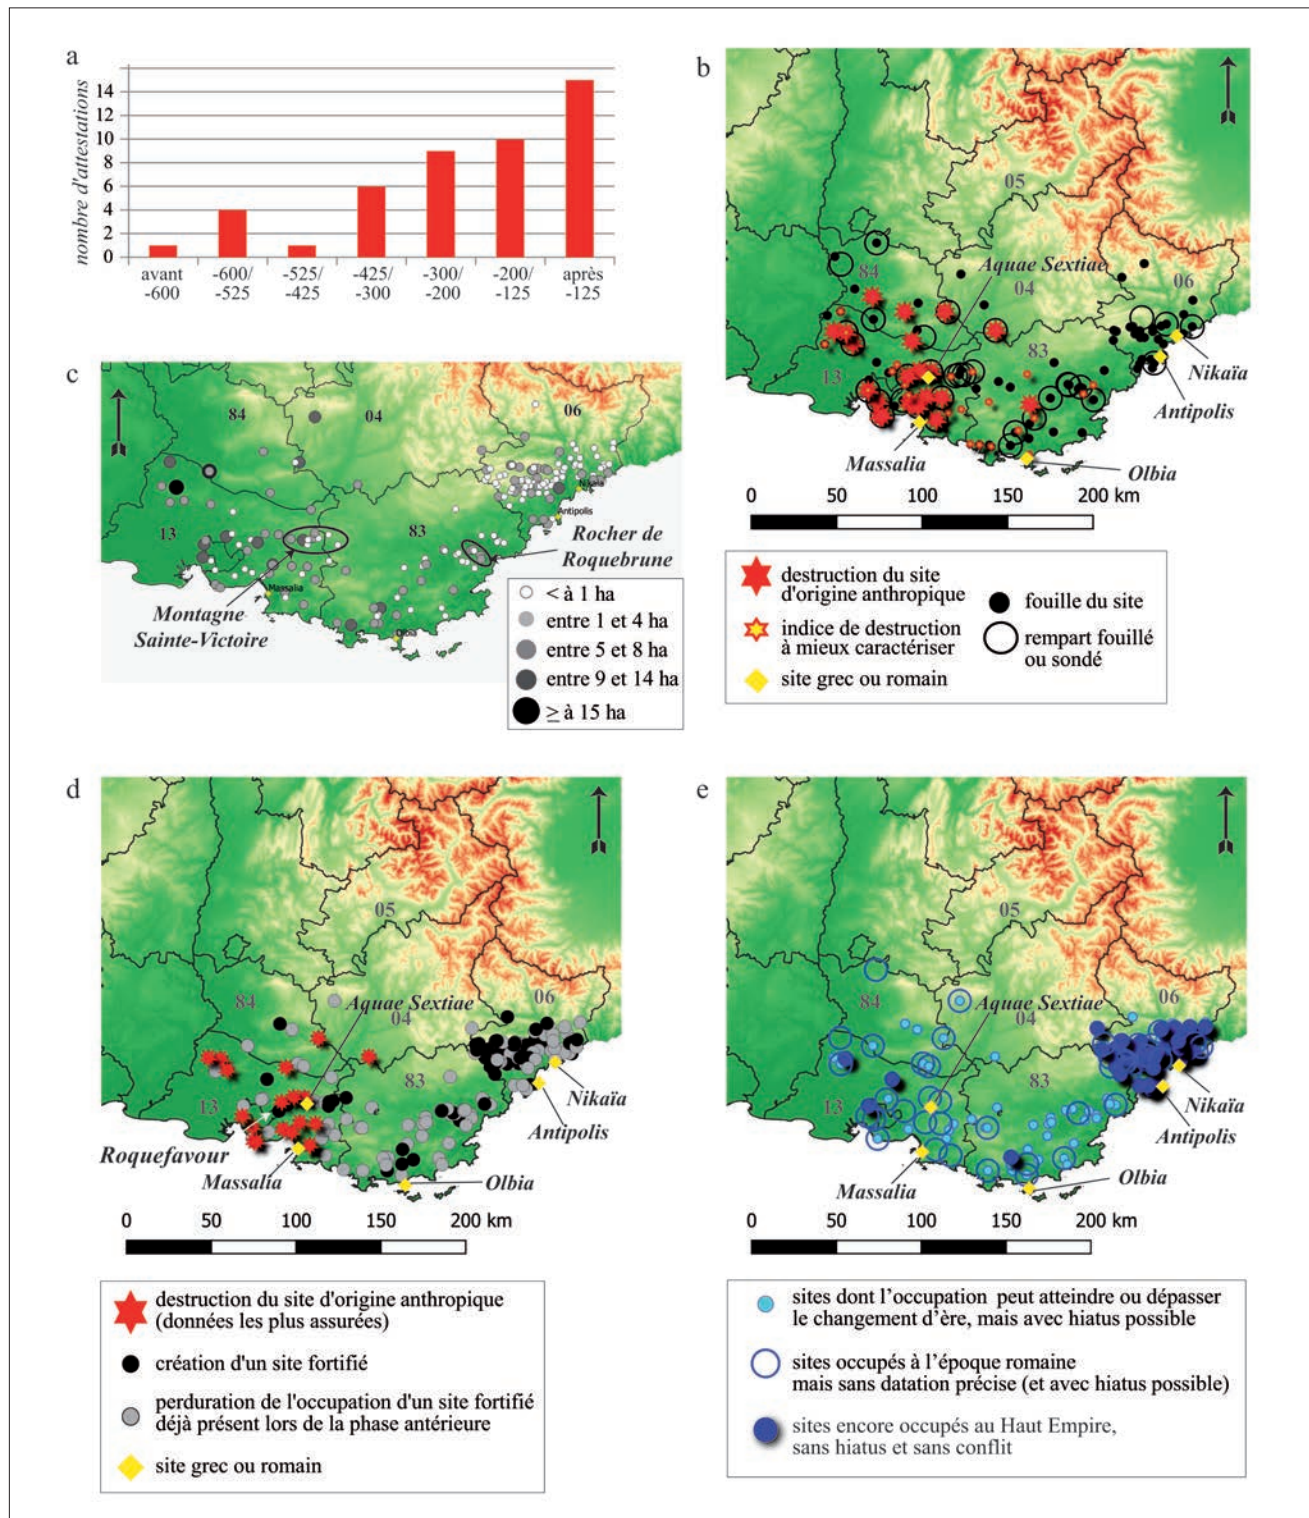 a
nombre d'attestations
14
12
10
8
6
4
2
0
avant
-600
-600/
-525
-525/
-425
-425/
-300
-300/
-200
-200/
-125
après
-125
b
05
84
Aquae Sextiae
04
06
83
13
Nikaïa
Antipolis
Massalia
Olbia
0 50 100 150 200 km
destruction du site
d'origine anthropique
indice de destruction
à mieux caractériser
site grec ou romain
fouille du site
rempart fouillé
ou sondé
c
84
04
06
13
83
Nikaïa
Antipolis
Massalia
Olbia
Rocher de
Roquebrune
Montagne
Sainte-Victoire
< à 1 ha
entre 1 et 4 ha
entre 5 et 8 ha
entre 9 et 14 ha
≥ à 15 ha
d
05
84
Aquae Sextiae
04
06
83
13
Nikaïa
Antipolis
Roquefavour
Massalia
Olbia
0 50 100 150 200 km
destruction du site d'origine anthropique
(données les plus assurées)
création d'un site fortifié
perduration de l'occupation d'un site fortifié
déjà présent lors de la phase antérieure
site grec ou romain
e
05
84
Aquae Sextiae
04
06
83
13
Nikaïa
Antipolis
Massalia
Olbia
0 50 100 150 200 km
sites dont l’occupation peut atteindre ou dépasser
le changement d’ère, mais avec hiatus possible
sites occupés à l’époque romaine
mais sans datation précise (et avec hiatus possible)
sites encore occupés au Haut Empire,
sans hiatus et sans conflit